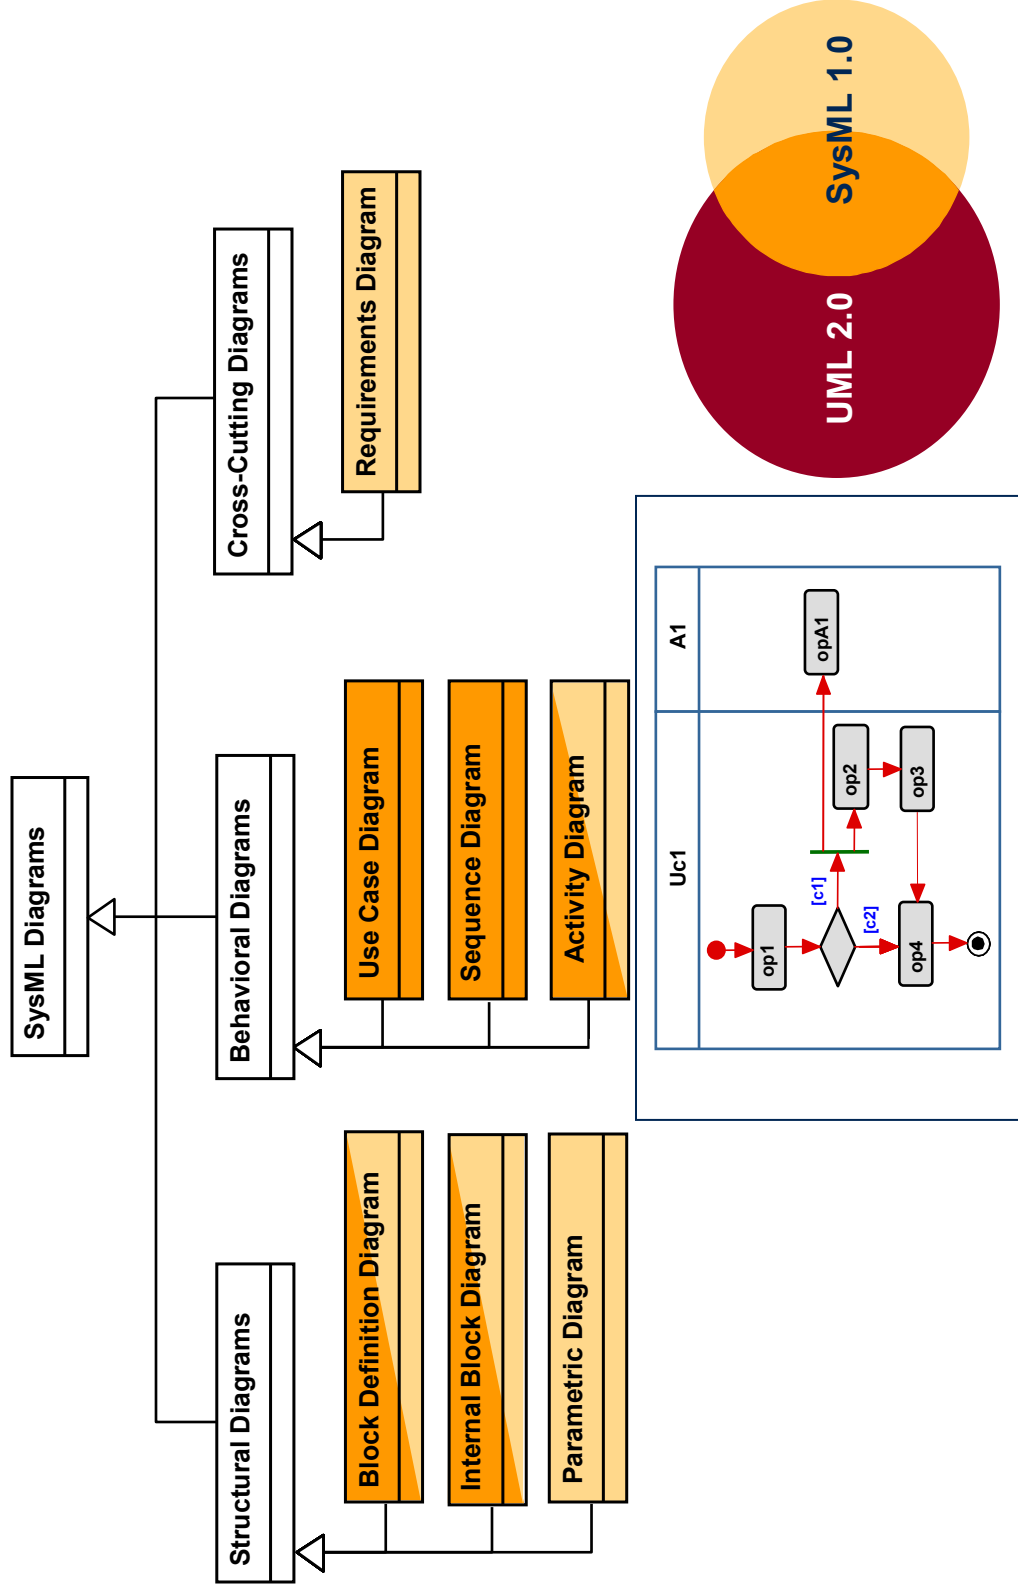 SysML Diagrams
Structural Diagrams
Behavioral Diagrams
Cross-Cutting Diagrams
Block Definition Diagram
Internal Block Diagram
Parametric Diagram
Use Case Diagram
Sequence Diagram
Activity Diagram
Requirements Diagram
Uc1
A1
op1
[c1]
[c2]
op2
opA1
op3
op4
UML 2.0
SysML 1.0